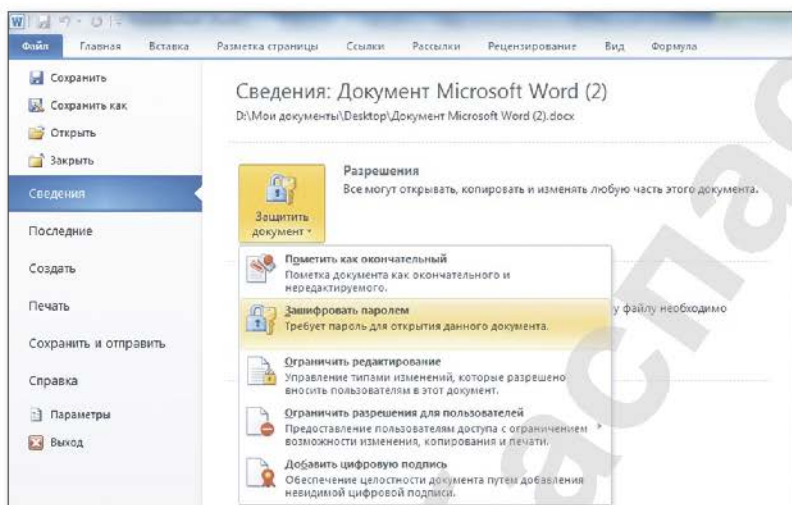 Файл Главная Вставка Разметка страницы Ссылки Рассылки Рецензирование Вид Формула
Сохранить
Сохранить как
Открыть
Закрыть
Сведения
Последние
Создать
Печать
Сохранить и отправить
Справка
Параметры
Выход
Сведения: Документ Microsoft Word (2)
D:\Мои документы\Desktop\Документ Microsoft Word (2).docx
Защитить
документ
Разрешения
Все могут открывать, копировать и изменять любую часть этого документа.
Пометить как окончательный
Пометка документа как окончательного и
нередактируемого.
Зашифровать паролем
Требует пароль для открытия данного документа.
у файлу необходимо
Ограничить редактирование
Управление типами изменений, которые разрешено
вносить пользователям в этот документ.
Ограничить разрешения для пользователей
Предоставление пользователям доступа с ограничением
возможности изменения, копирования и печати.
Добавить цифровую подпись
Обеспечение целостности документа путем добавления
невидимой цифровой подписи.